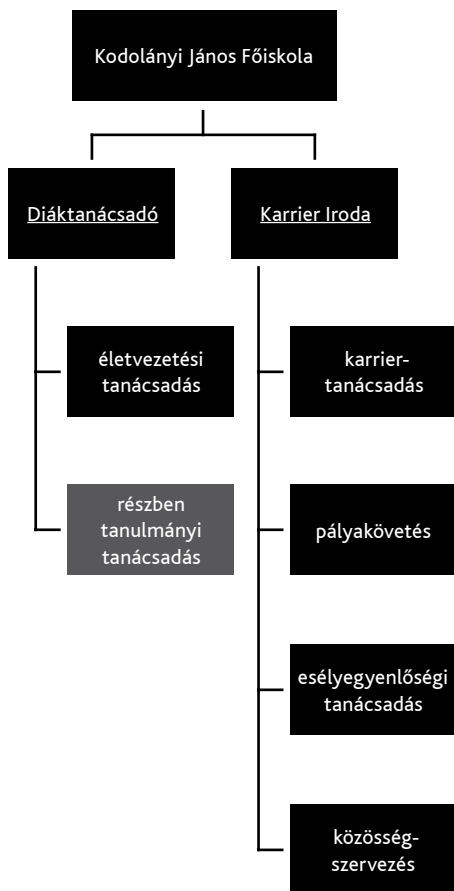 Kodolányi János Főiskola
Diáktanácsadó
Karrier Iroda
életvezetési
tanácsadás
részben
tanulmányi
tanácsadás
karrier-
tanácsadás
pályakövetés
esélyegyenlőségi
tanácsadás
közösség-
szervezés